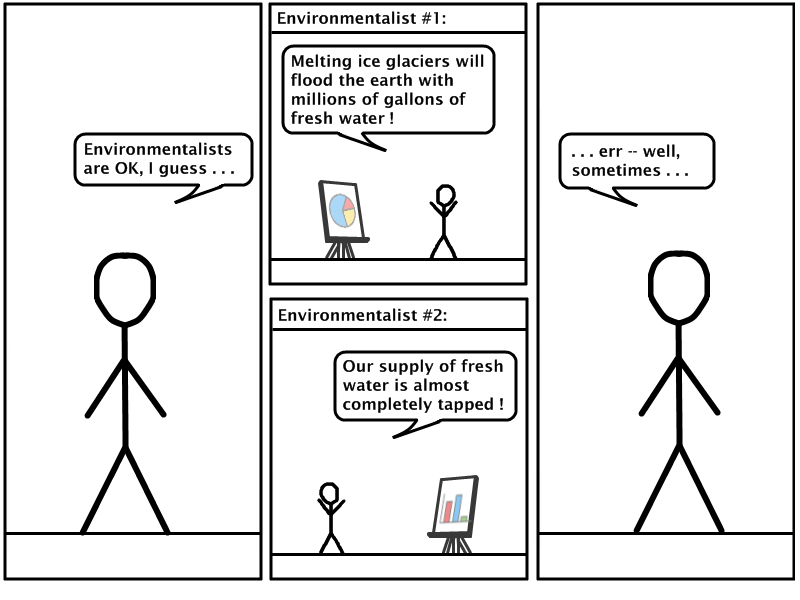 Environmentalists
are OK, I guess . . .
Environmentalist #1:
Melting ice glaciers will
flood the earth with
millions of gallons of
fresh water !
Environmentalist #2:
Our supply of fresh
water is almost
completely tapped !
. . . err -- well,
sometimes . . .